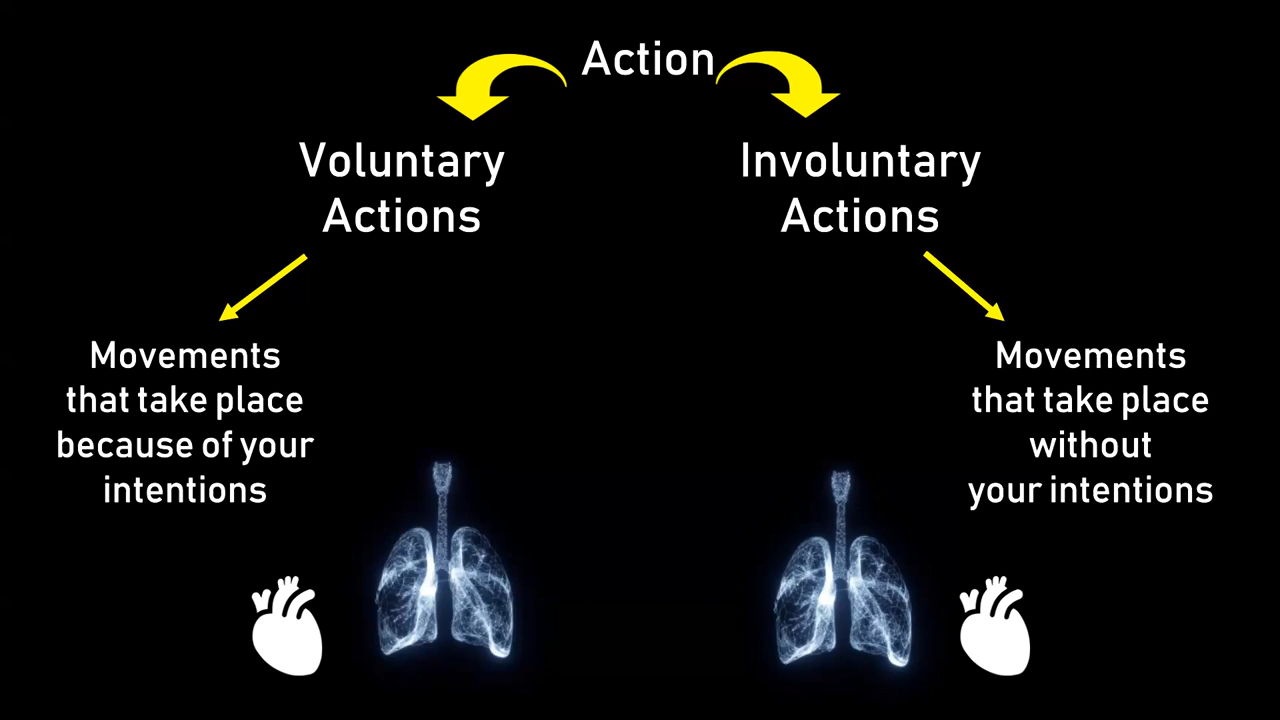 Action
Voluntary
Actions
Involuntary
Actions
Movements
that take place
because of your
intentions
Movements
that take place
without
your intentions